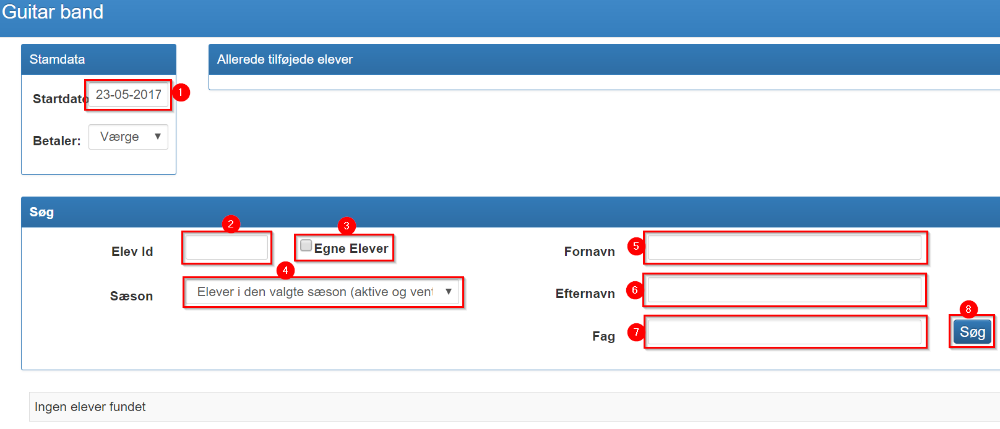 Guitar band
Stamdata
Allerede tilføjede elever
Startdato
23-05-2017
1
Betaler:
Værge
Søg
2
3
Elev Id
Egne Elever
5
Fornavn
4
Sæson
Elever i den valgte sæson (aktive og vent
6
Efternavn
7
Fag
8
Søg
Ingen elever fundet